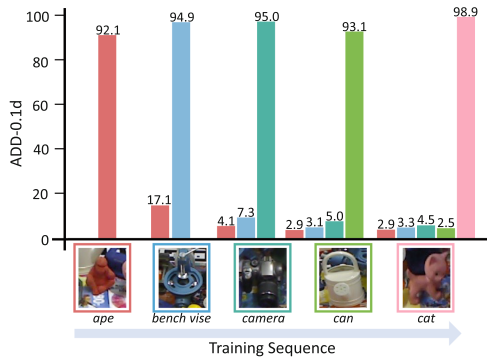 ADD-0.1d
100
80
60
40
20
0
92.1
17.1 94.9
4.1 7.3 95.0
2.9 3.1 5.0 93.1
2.9 3.3 4.5 2.5 98.9
ape bench vise camera can cat
Training Sequence